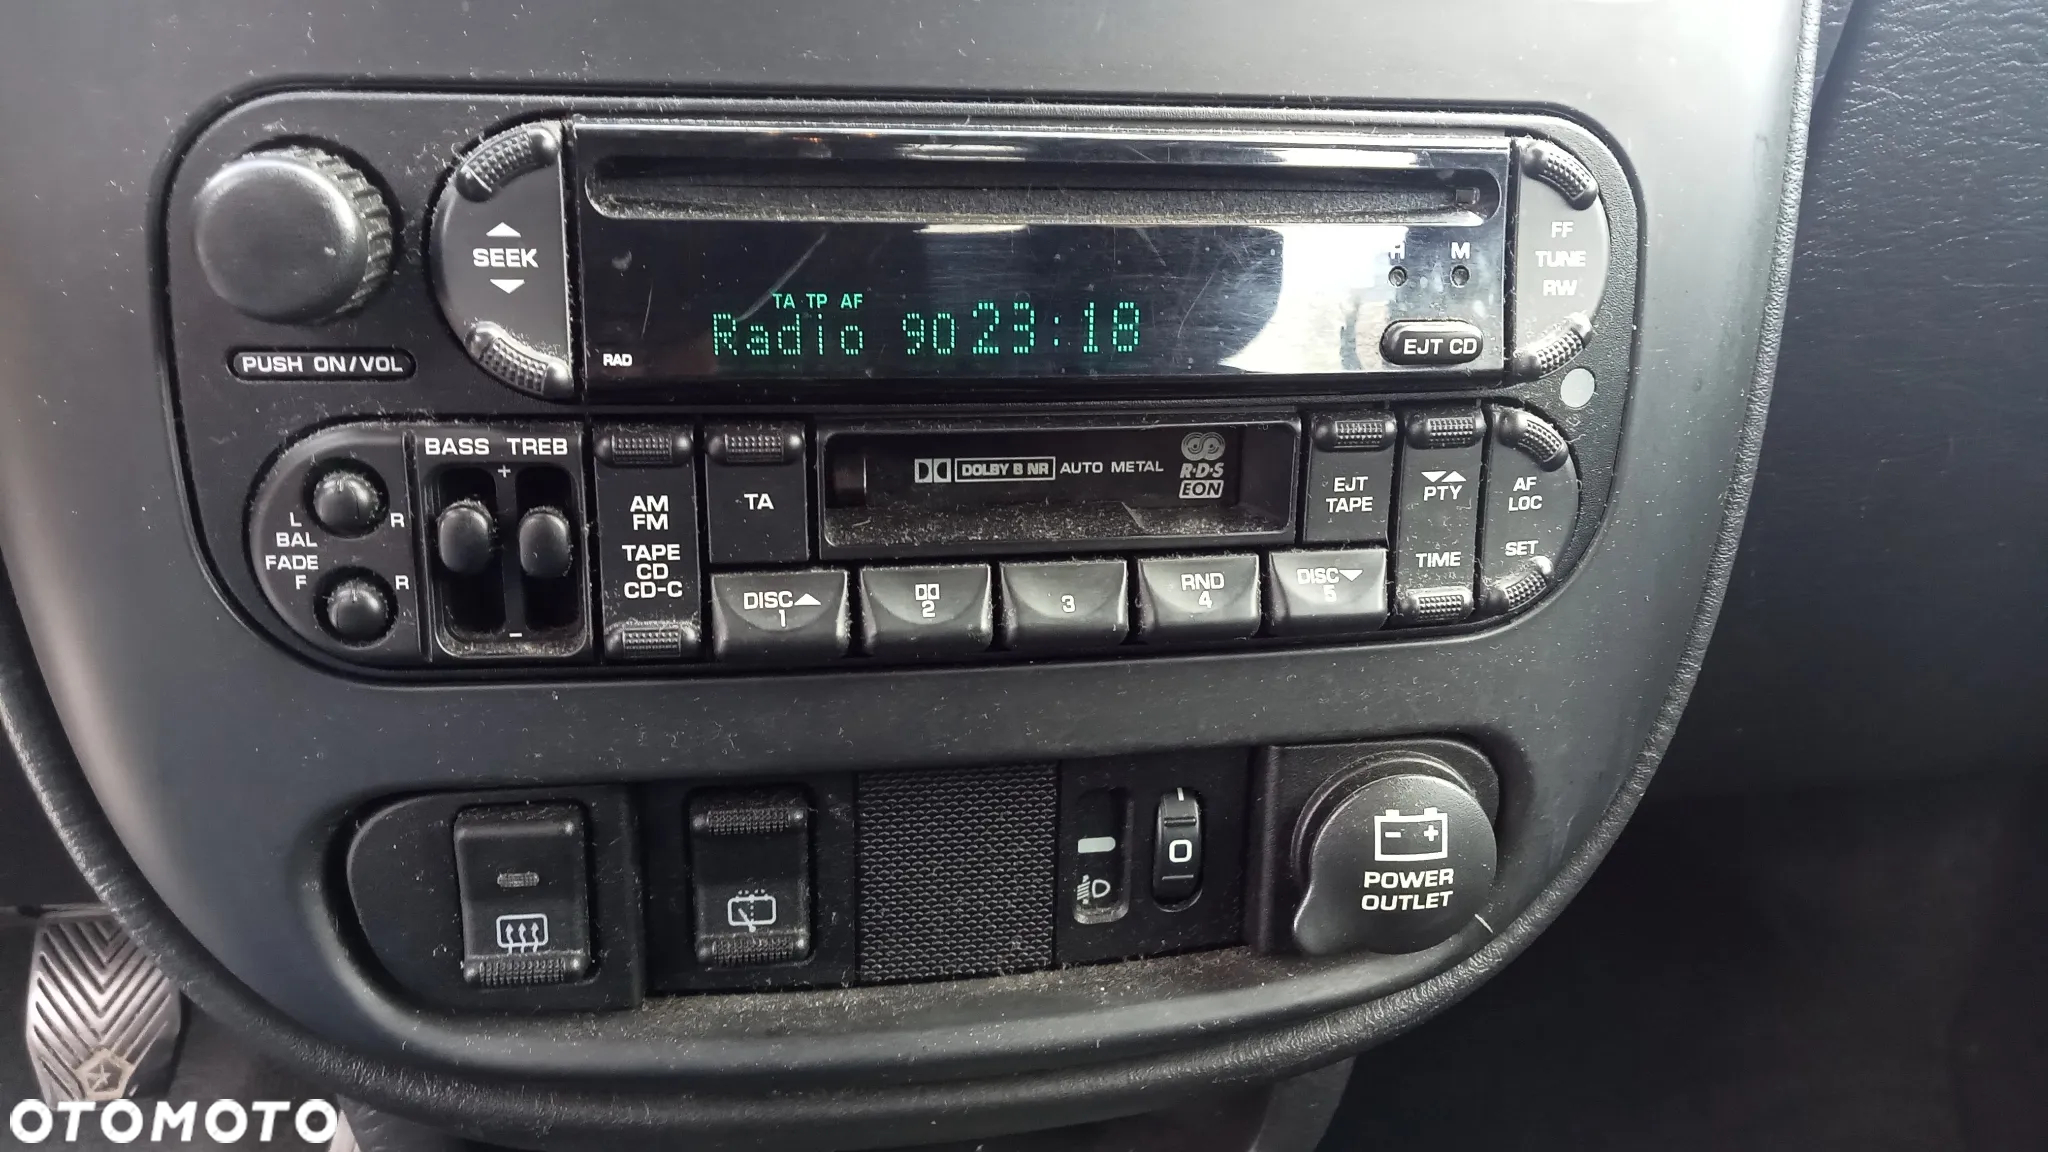 SEEK
H M
FF
TUNE
RW
TA TP AF
Radio 90 23:18
RAD
EJT CD
PUSH ON/VOL
BASS TREB
+
-
L R
BAL
FADE
F R
AM
FM
TAPE
CD
CD-C
TA
DOLBY B NR AUTO METAL
R·D·S
EON
EJT
TAPE
PTY
TIME
AF
LOC
SET
DISC
1
2
3
RND
4
DISC
5
0
- +
POWER
OUTLET
OTOMOTO